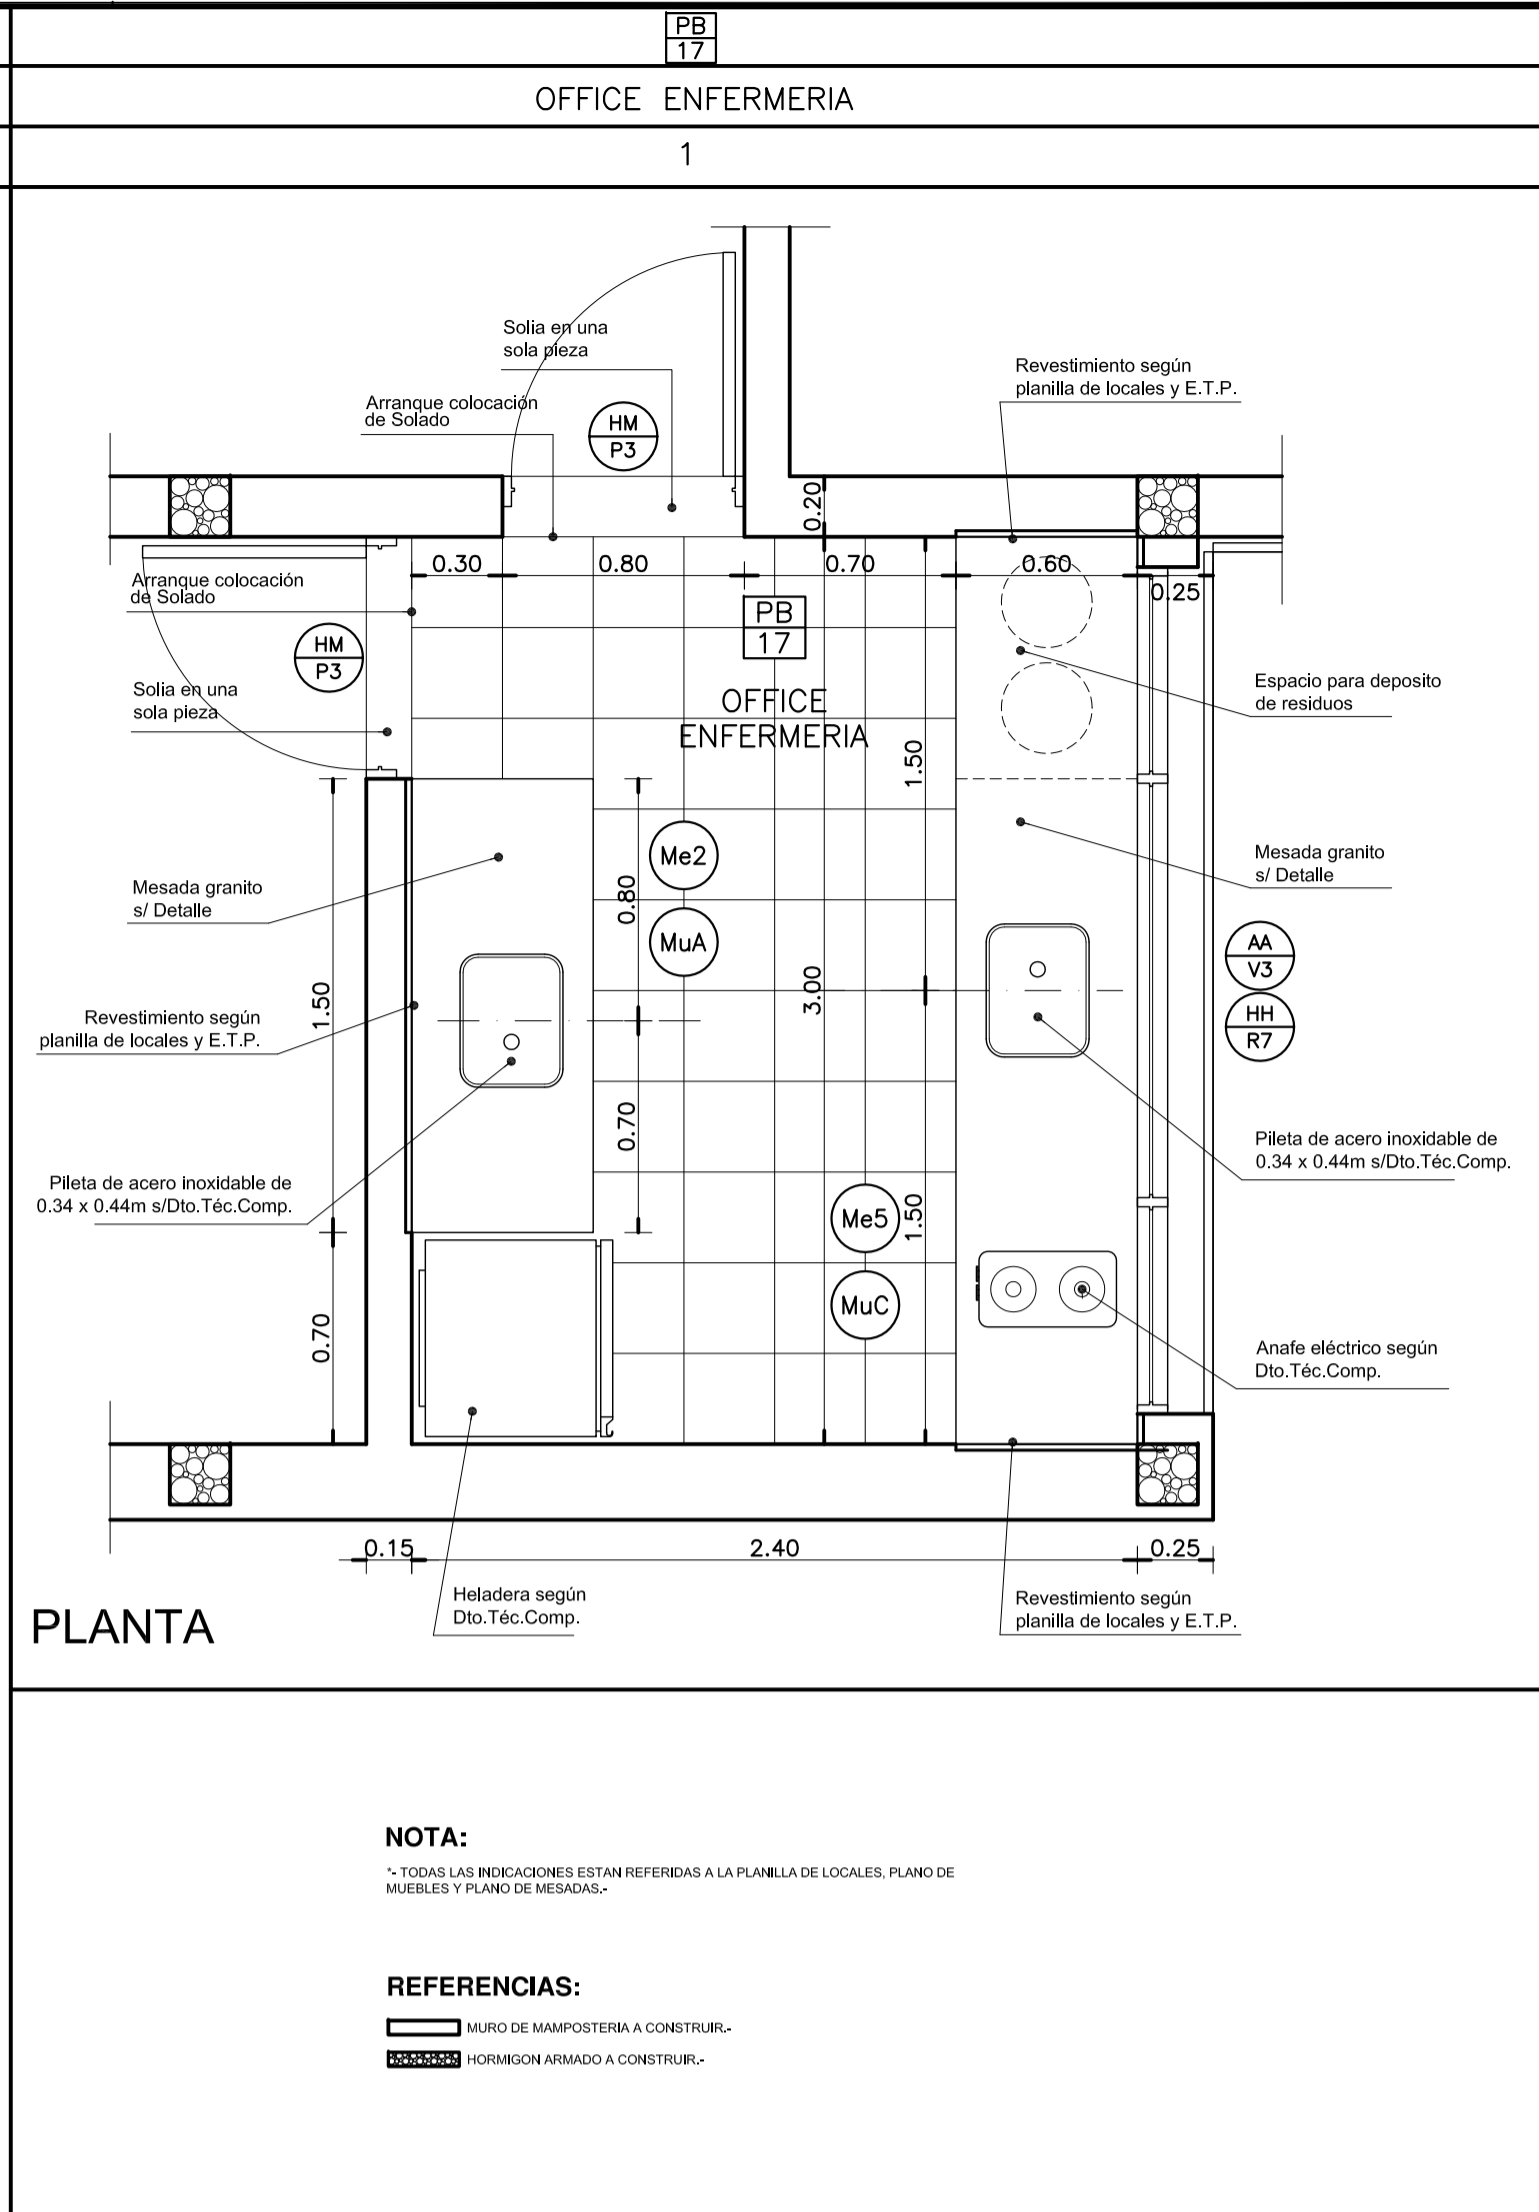 PB
17
OFFICE ENFERMERIA
1
Solia en una
sola pieza
Revestimiento según
planilla de locales y E.T.P.
Arranque colocación
de Solado
HM
P3
0.20
0.30
0.80
0.70
0.60
0.25
Arranque colocación
de Solado
PB
17
HM
P3
OFFICE
ENFERMERIA
Solia en una
sola pieza
Espacio para deposito
de residuos
1.50
Me2
Mesada granito
s/ Detalle
Mesada granito
s/ Detalle
0.80
MuA
AA
V3
1.50
3.00
Revestimiento según
planilla de locales y E.T.P.
HH
R7
0.70
Pileta de acero inoxidable de
0.34 x 0.44m s/Dto.Téc.Comp.
Pileta de acero inoxidable de
0.34 x 0.44m s/Dto.Téc.Comp.
Me5
1.50
MuC
0.70
Anafe eléctrico según
Dto.Téc.Comp.
0.15
2.40
0.25
Heladera según
Dto.Téc.Comp.
Revestimiento según
planilla de locales y E.T.P.
PLANTA
NOTA:
*- TODAS LAS INDICACIONES ESTAN REFERIDAS A LA PLANILLA DE LOCALES, PLANO DE
MUEBLES Y PLANO DE MESADAS.-
REFERENCIAS:
MURO DE MAMPOSTERIA A CONSTRUIR.-
HORMIGON ARMADO A CONSTRUIR.-